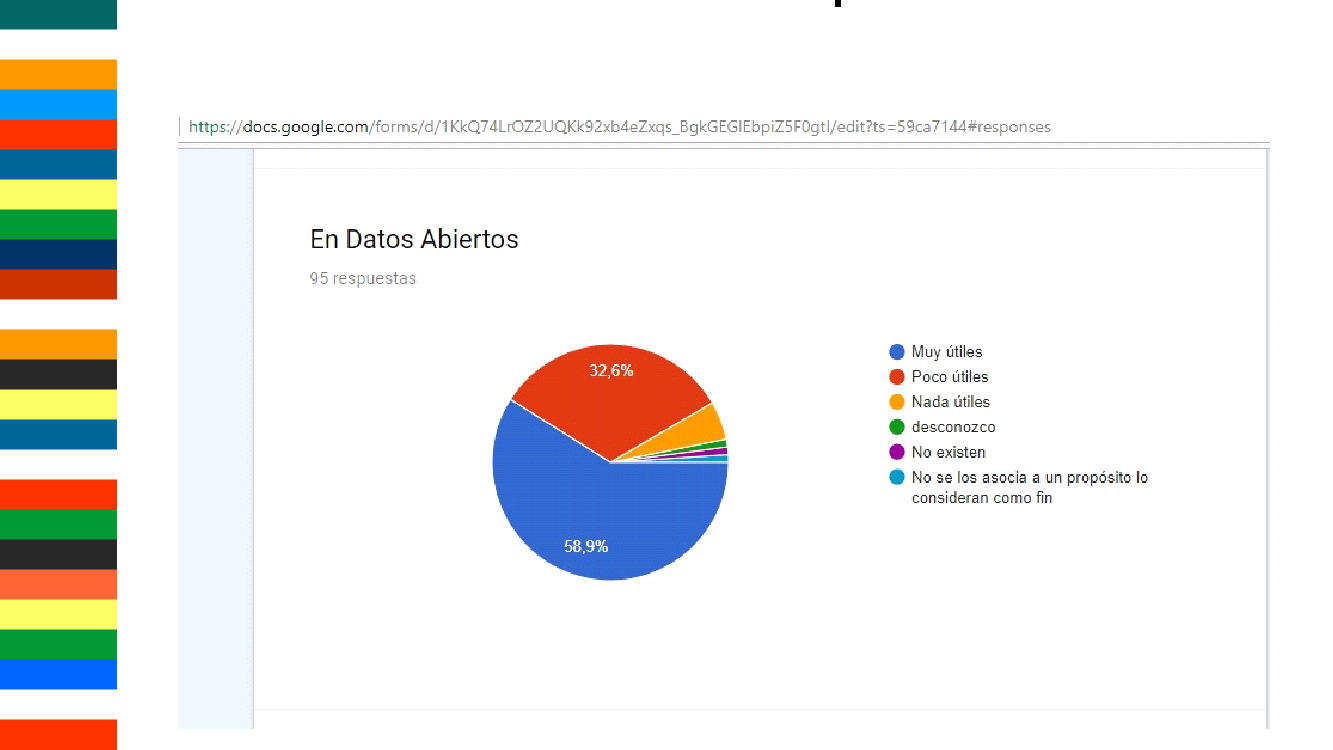 https://docs.google.com/forms/d/1KkQ74LrOZ2UQKk92xb4eZxqs_BgkGEGlEbpiZ5F0gtI/edit?ts=59ca7144#responses
En Datos Abiertos
95 respuestas
32,6%
58,9%
Muy útiles
Poco útiles
Nada útiles
desconozco
No existen
No se los asocia a un propósito lo
consideran como fin